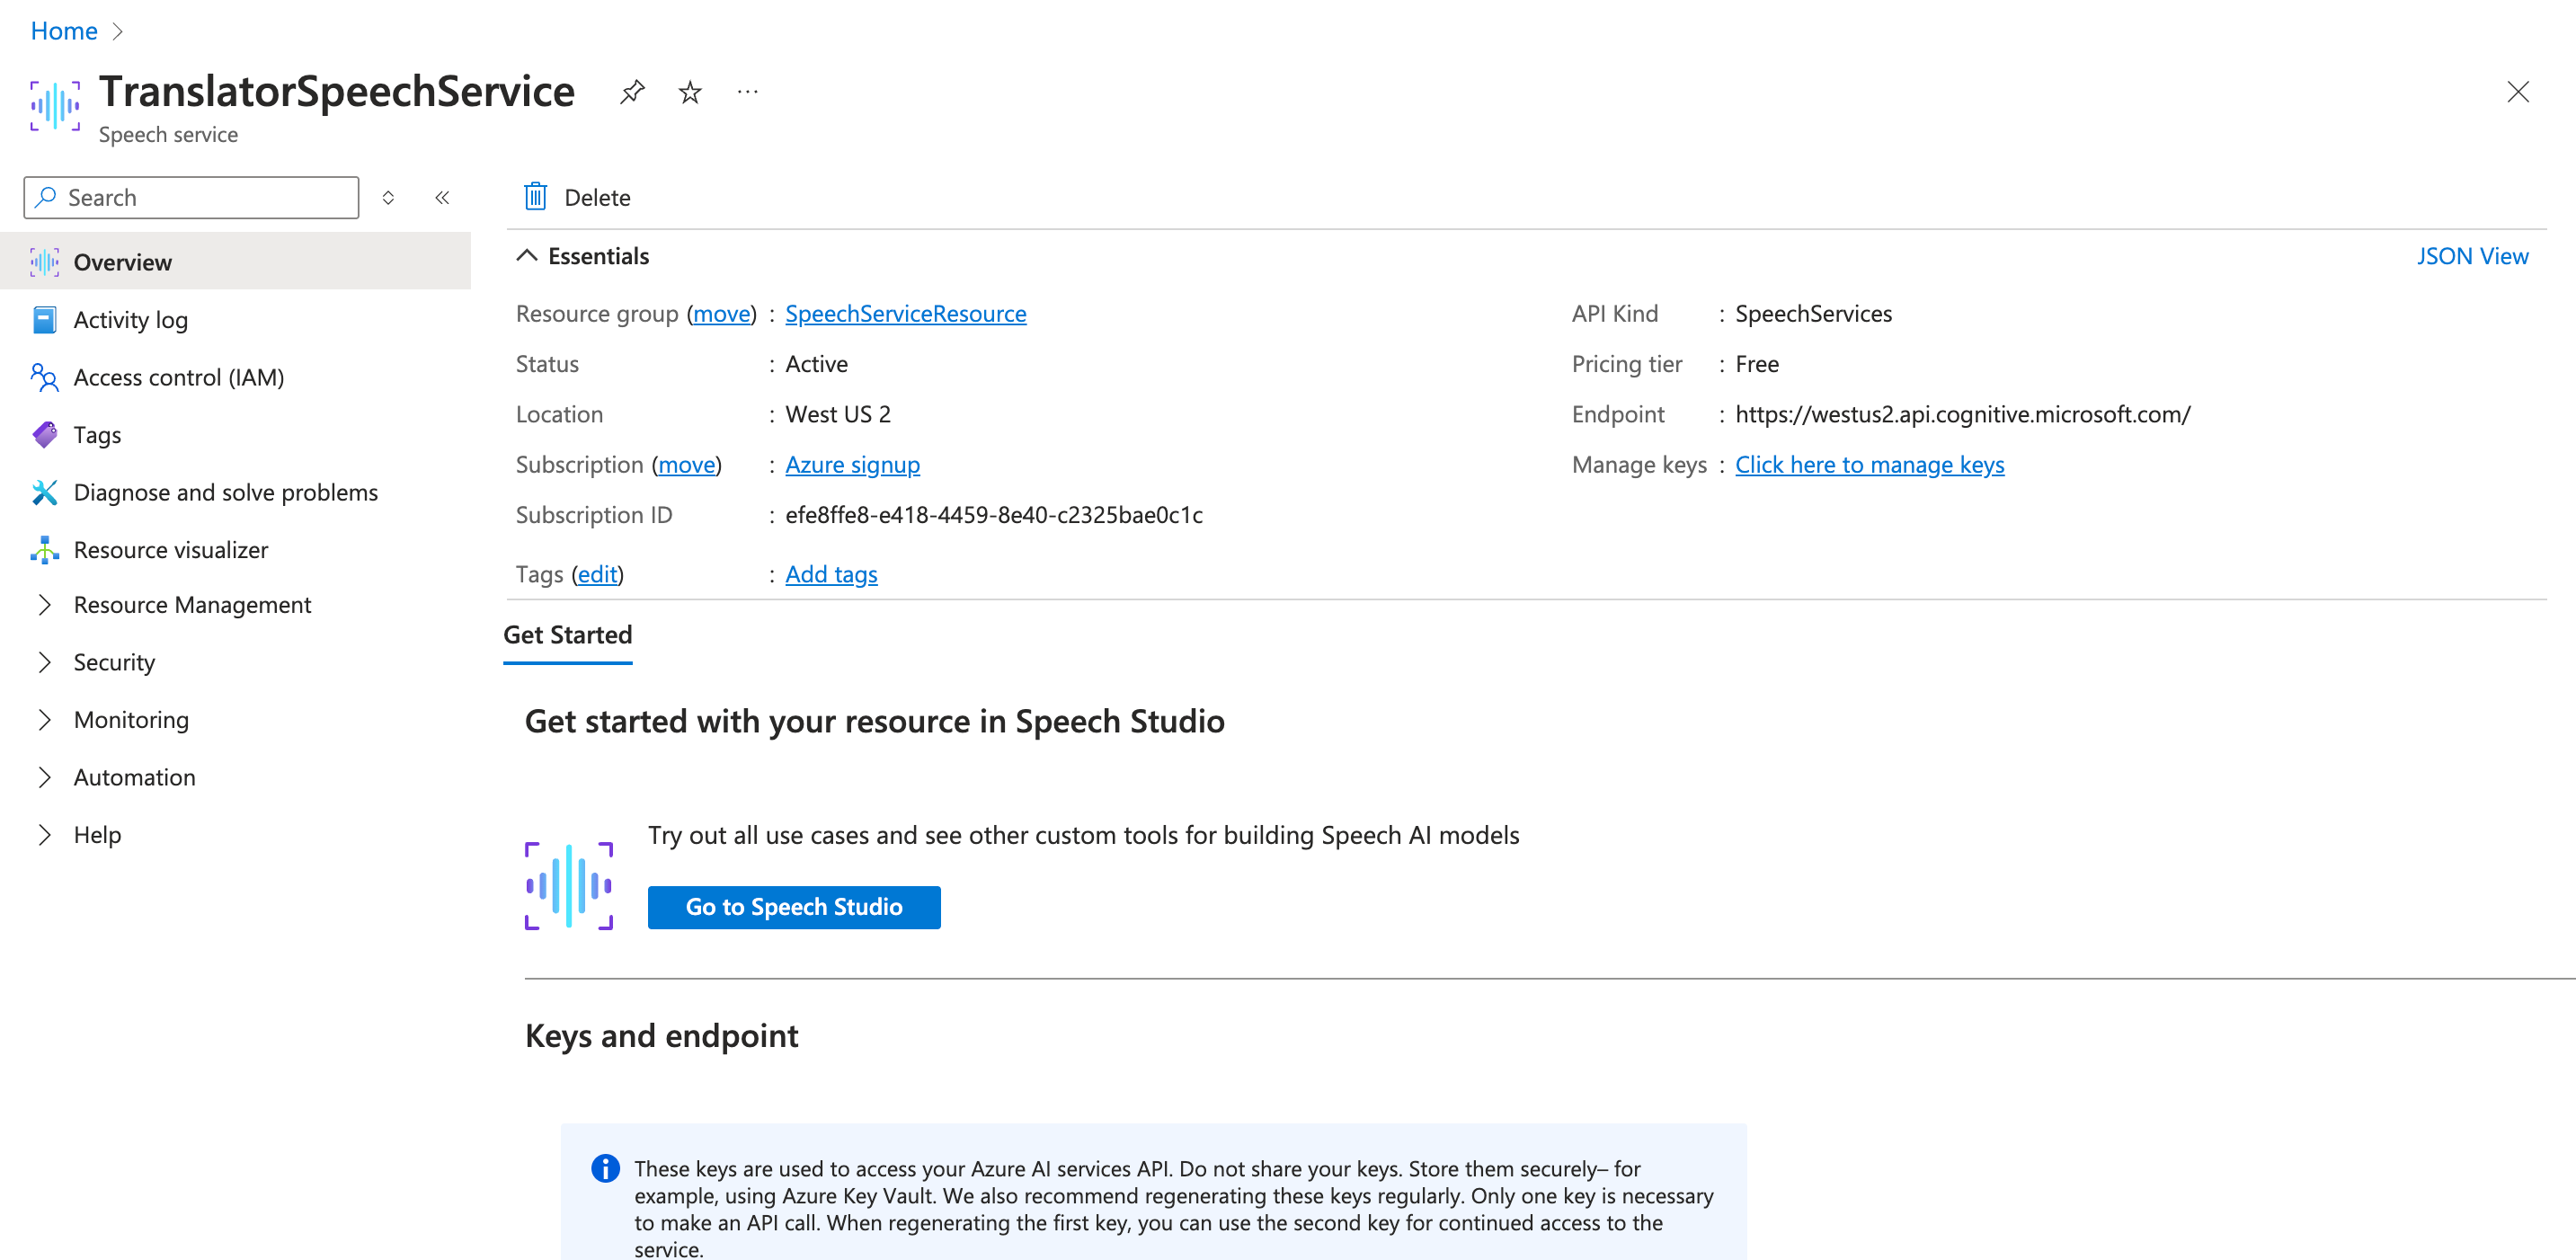 Home
TranslatorSpeechService
Speech service
Search
Overview
Activity log
Access control (IAM)
Tags
Diagnose and solve problems
Resource visualizer
Resource Management
Security
Monitoring
Automation
Help
Delete
Essentials
JSON View
Resource group (move) : SpeechServiceResource
Status : Active
Location : West US 2
Subscription (move) : Azure signup
Subscription ID : efe8ffe8-e418-4459-8e40-c2325bae0c1c
Tags (edit) : Add tags
API Kind : SpeechServices
Pricing tier : Free
Endpoint : https://westus2.api.cognitive.microsoft.com/
Manage keys : Click here to manage keys
Get Started
Get started with your resource in Speech Studio
Try out all use cases and see other custom tools for building Speech AI models
Go to Speech Studio
Keys and endpoint
These keys are used to access your Azure AI services API. Do not share your keys. Store them securely– for
example, using Azure Key Vault. We also recommend regenerating these keys regularly. Only one key is necessary
to make an API call. When regenerating the first key, you can use the second key for continued access to the
service.